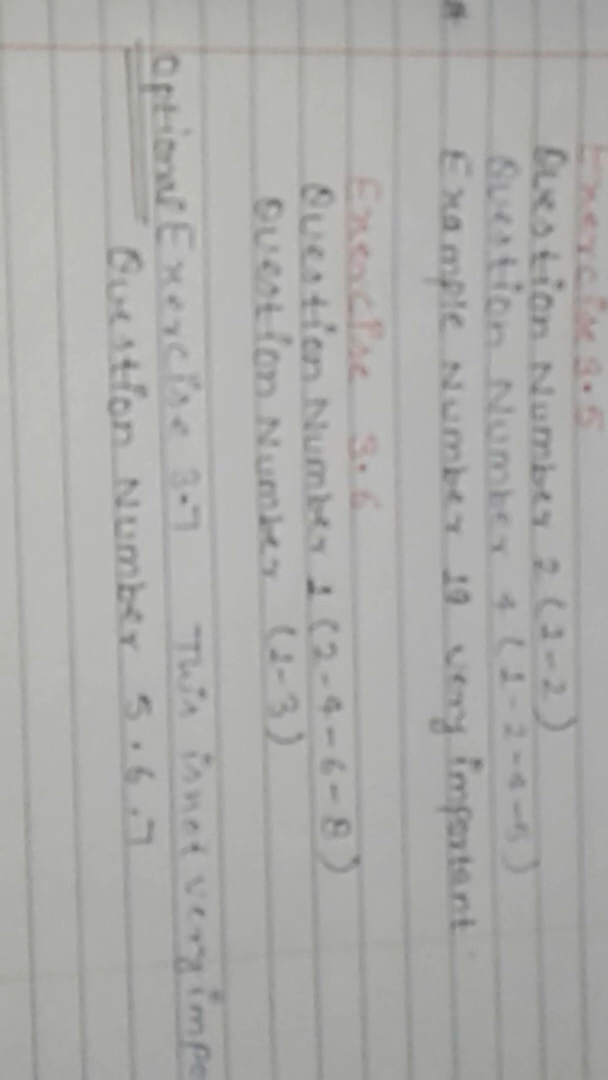 Exercise 3.5
Question Number 2 (1-2)
Question Number 4 (1-2-4-5)
Example Number 19 very important.
Exercise 3.6
Question Number 1 (2-4-6-8)
Question Number (1-3)
optional Exercise 3.7 This is not very impo
Question Number 5.6.7